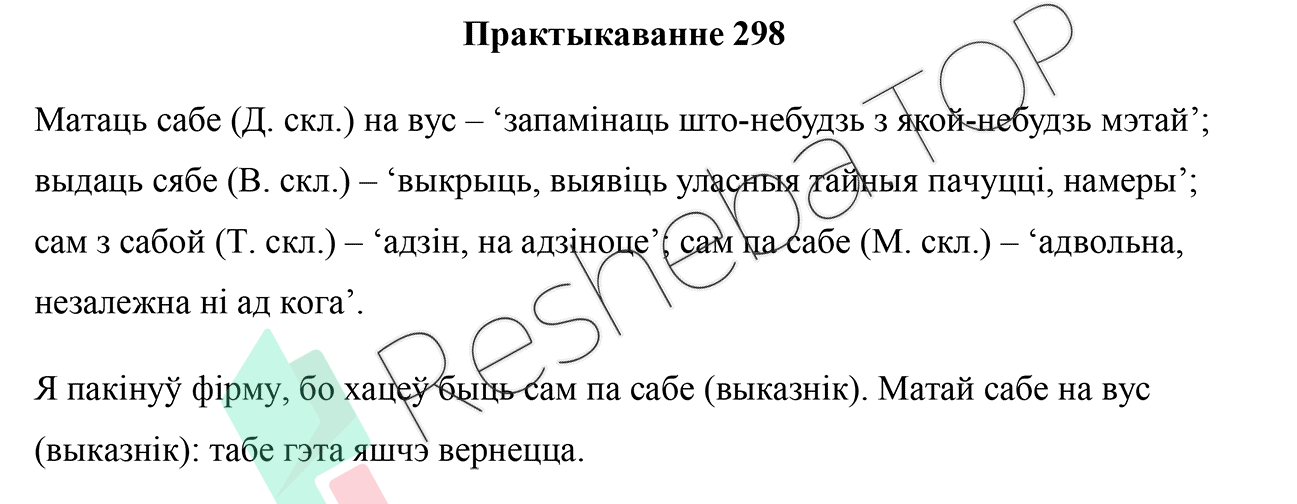 Практыкаванне 298
Матаць сабе (Д. скл.) на вус – ‘запамінаць што-небудзь з якой-небудзь мэтай’;
выдаць сябе (В. скл.) – ‘выкрыць, выявіць уласныя тайныя пачуцці, намеры’;
сам з сабой (Т. скл.) – ‘адзін, на адзіноце’; сам па сабе (М. скл.) – ‘адвольна,
незалежна ні ад кога’.
Я пакінуў фірму, бо хацеў быць сам па сабе (выказнік). Матай сабе на вус
(выказнік): табе гэта яшчэ вернецца.
Resheba TOP